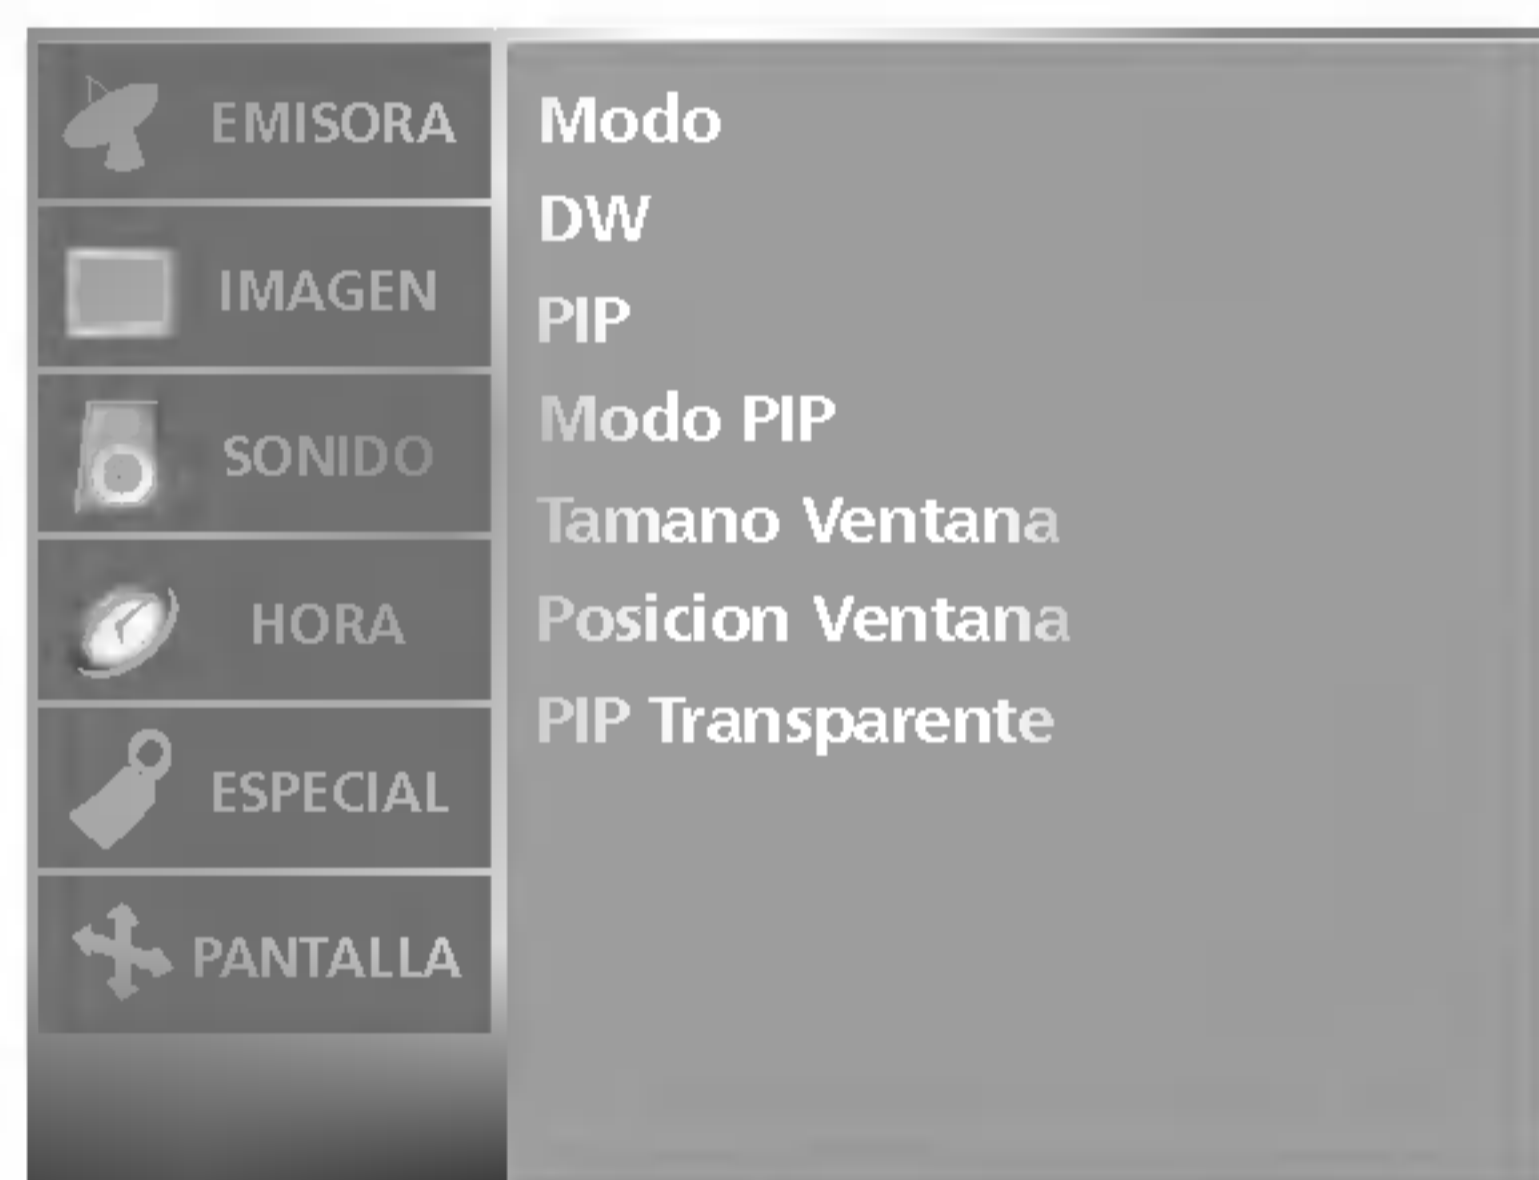 EMISORA
IMAGEN
SONIDO
HORA
ESPECIAL
PANTALLA
Modo
DW
PIP
Modo PIP
Tamano Ventana
Posicion Ventana
PIP Transparente